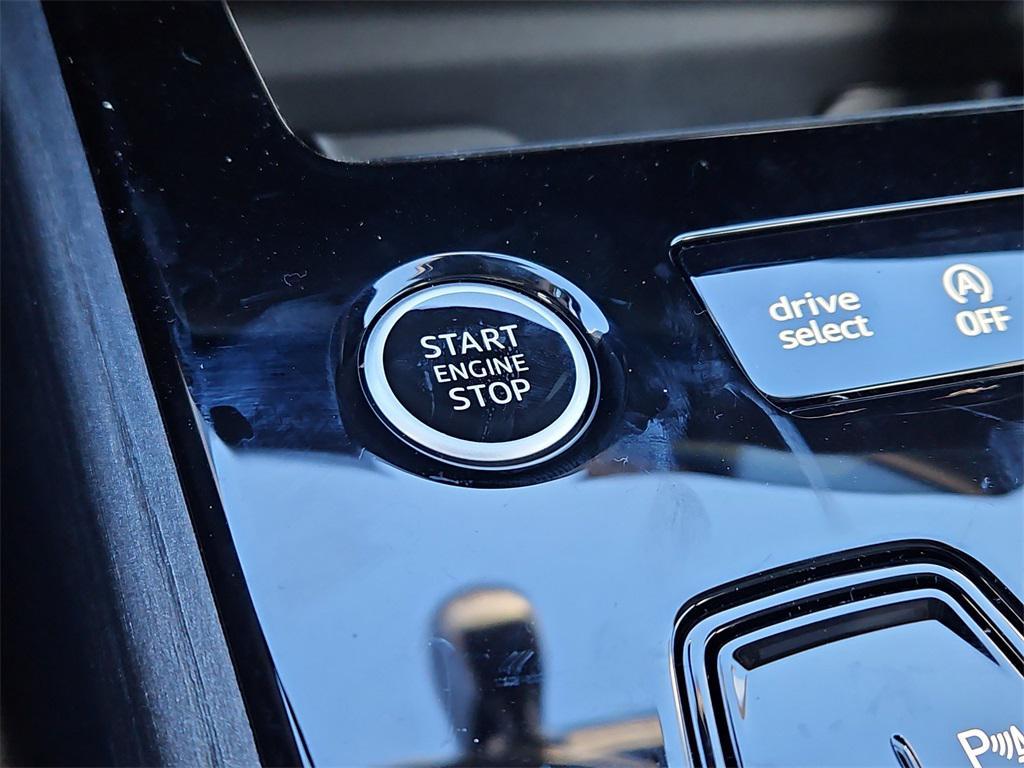 START
ENGINE
STOP
drive
select
A
OFF
P